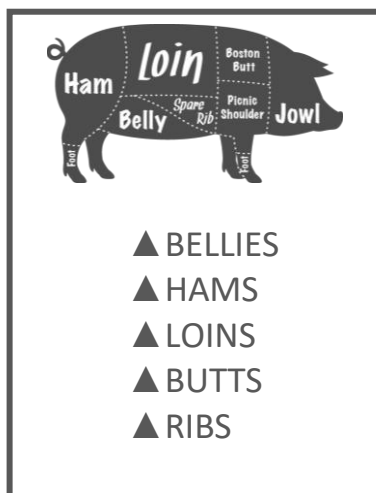 Loin
Boston
Butt
Ham
Spare
Rib
Picnic
Shoulder
Jowl
Belly
Foot
Foot
▲BELLIES
▲HAMS
▲LOINS
▲BUTTS
▲RIBS